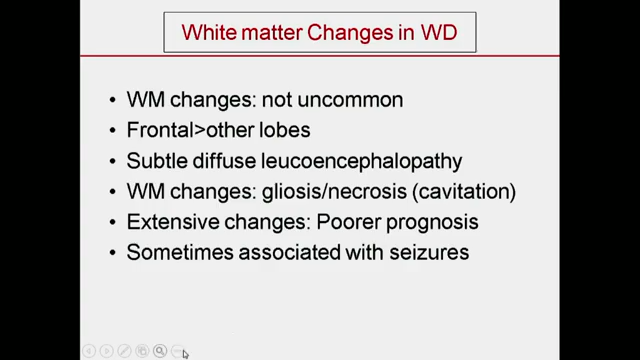 White matter Changes in WD
• WM changes: not uncommon
• Frontal>other lobes
• Subtle diffuse leucoencephalopathy
• WM changes: gliosis/necrosis (cavitation)
• Extensive changes: Poorer prognosis
• Sometimes associated with seizures